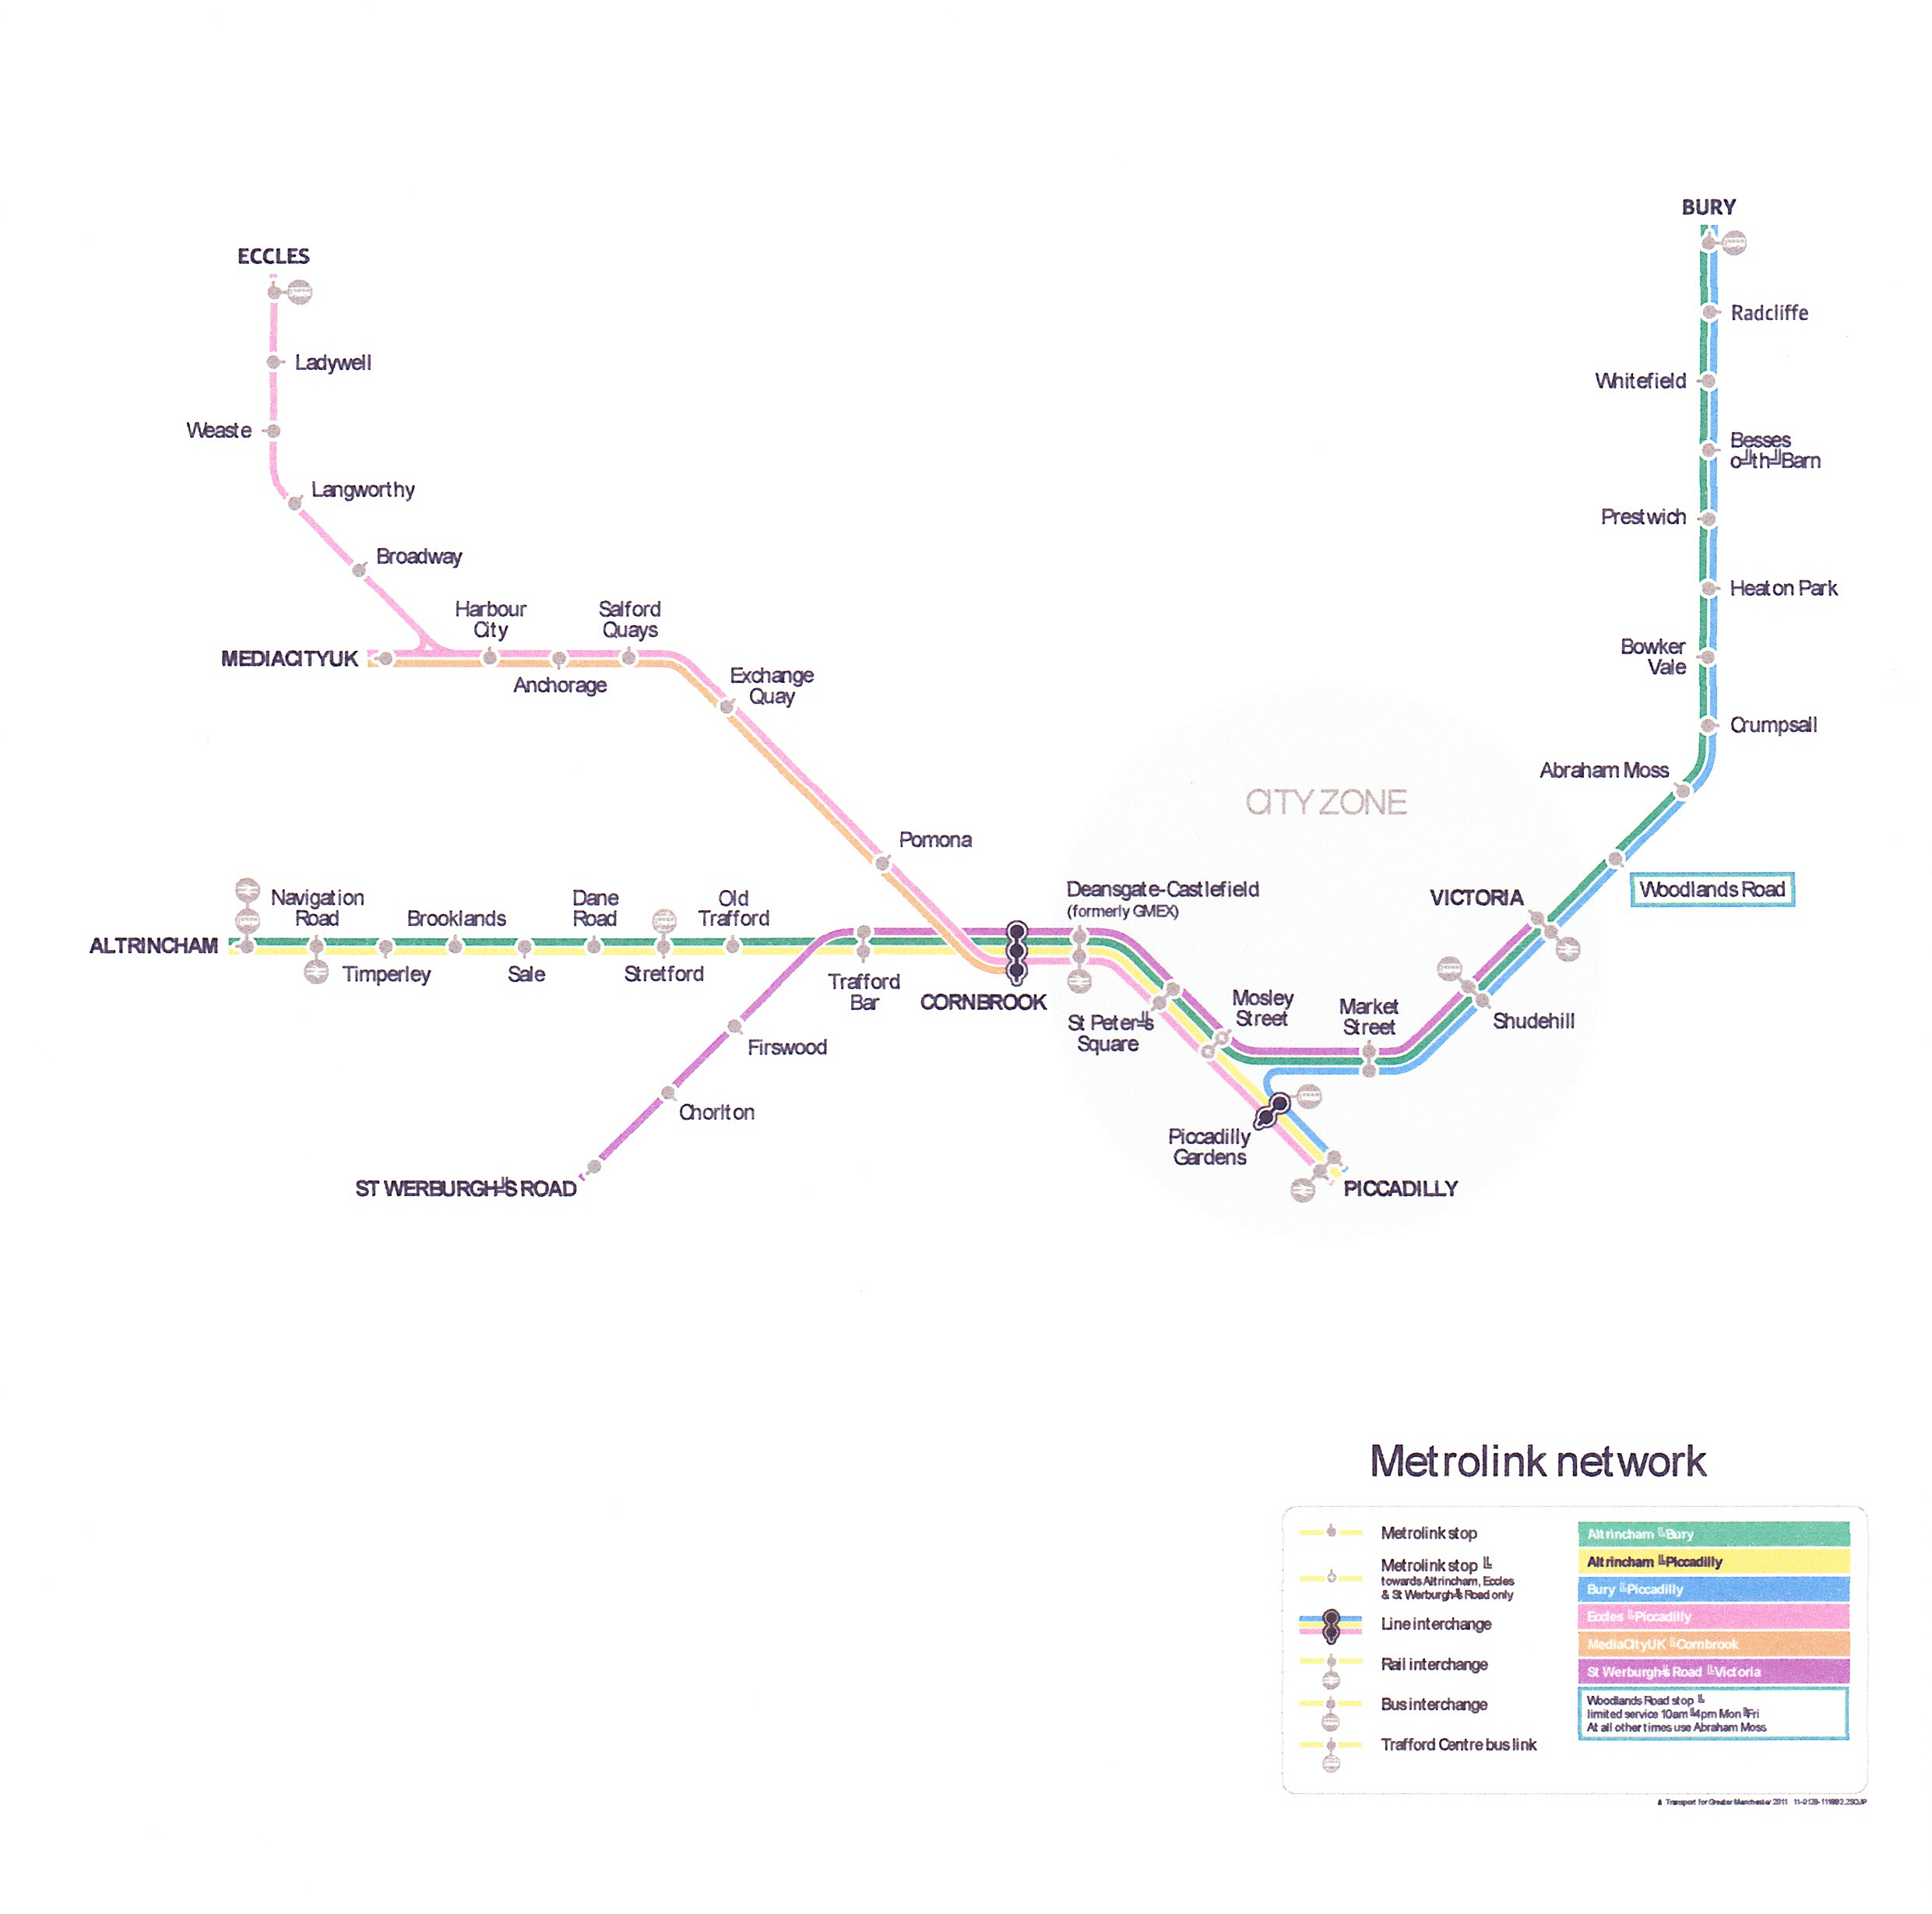 BURY
ECCLES
Radcliffe
Ladywell
Whitefield
Weaste
Besses
o╝th╝Barn
Langworthy
Prestwich
Broadway
Heaton Park
Harbour
City
Salford
Quays
MEDIACITYUK
Anchorage
Exchange
Quay
Bowker
Vale
Crumpsall
Abraham Moss
CITY ZONE
Pomona
Woodlands Road
VICTORIA
Deansgate-Castlefield
(formerly GMEX)
Navigation
Road
Brooklands
Dane
Road
Old
Trafford
ALTRINCHAM
Timperley
Sale
Stretford
Trafford
Bar
CORNBROOK
St Peter╝s
Square
Mosley
Street
Market
Street
Shudehill
Firswood
Chorlton
Piccadilly
Gardens
ST WERBURGH╝S ROAD
PICCADILLY
Metrolink network
Metrolink stop
Metrolink stop ╚
towards Altrincham, Eccles
& St Werburgh╝s Road only
Line interchange
Rail interchange
Bus interchange
Trafford Centre bus link
Altrincham ╚Bury
Altrincham ╚Piccadilly
Bury ╚Piccadilly
Eccles ╚Piccadilly
MediaCityUK ╚Cornbrook
St Werburgh╝s Road ╚Victoria
Woodlands Road stop ╚
limited service 10am ╚4pm Mon ╚Fri
At all other times use Abraham Moss
Transport for Greater Manchester 2011